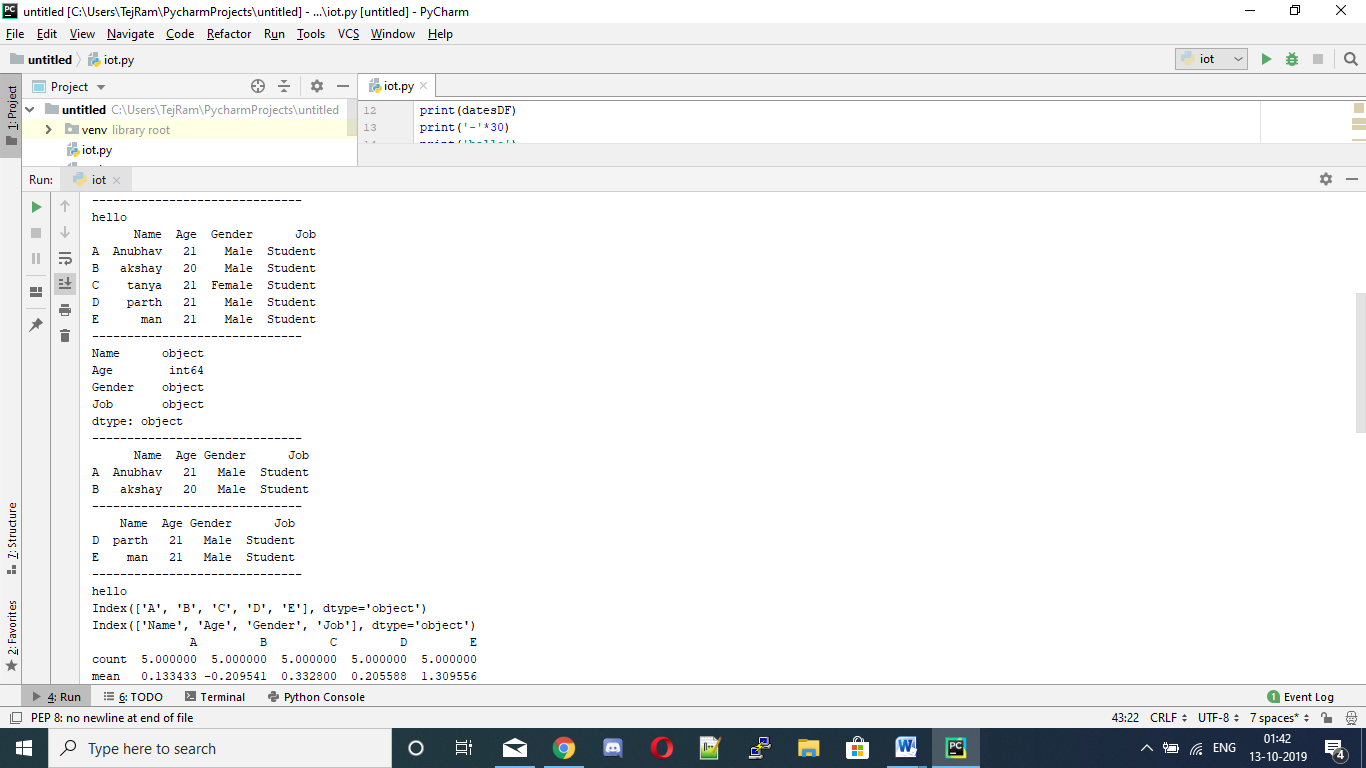 untitled [C:\Users\TejRam\PycharmProjects\untitled] - ...\iot.py [untitled] - PyCharm
File Edit View Navigate Code Refactor Run Tools VCS Window Help
untitled iot.py
iot
1: Project
Project
iot.py
untitled C:\Users\TejRam\PycharmProjects\untitled
venv library root
iot.py
12 print(datesDF)
13 print('-'*30)
14 print('hello')
Run: iot
------------------------------
hello
Name Age Gender Job
A Anubhav 21 Male Student
B akshay 20 Male Student
C tanya 21 Female Student
D parth 21 Male Student
E man 21 Male Student
------------------------------
Name object
Age int64
Gender object
Job object
dtype: object
------------------------------
Name Age Gender Job
A Anubhav 21 Male Student
B akshay 20 Male Student
------------------------------
Name Age Gender Job
D parth 21 Male Student
E man 21 Male Student
------------------------------
hello
Index(['A', 'B', 'C', 'D', 'E'], dtype='object')
Index(['Name', 'Age', 'Gender', 'Job'], dtype='object')
A B C D E
count 5.000000 5.000000 5.000000 5.000000 5.000000
mean 0.133433 -0.209541 0.332800 0.205588 1.309556
7: Structure
2: Favorites
4: Run 6: TODO Terminal Python Console
1 Event Log
PEP 8: no newline at end of file
43:22 CRLF UTF-8 7 spaces*
Type here to search
ENG
01:42
13-10-2019
4